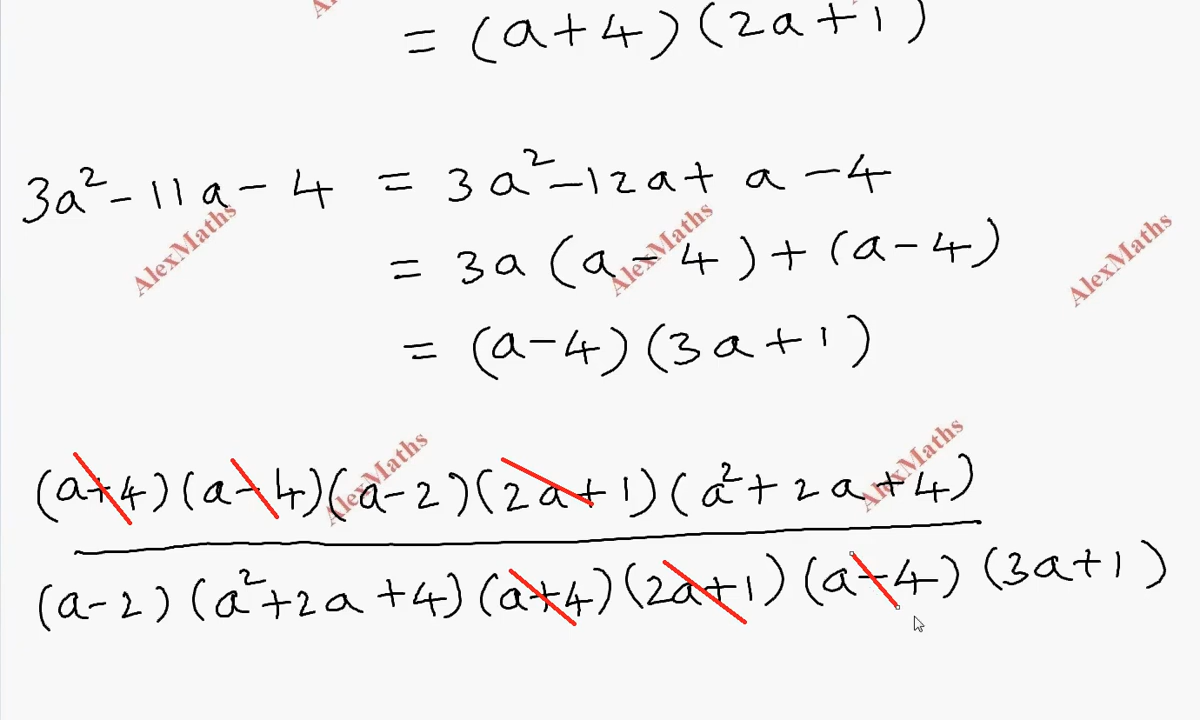 = (a+4)(2a+1)
3a²-11a-4 = 3a²-12a+a-4
AlexMaths AlexMaths AlexMaths
= 3a(a-4)+(a-4)
= (a-4)(3a+1)
AlexMaths AlexMaths
(a+4)(a-4)(a-2)(2a+1)(a²+2a+4)
(a-2)(a²+2a+4)(a+4)(2a+1)(a-4)(3a+1)